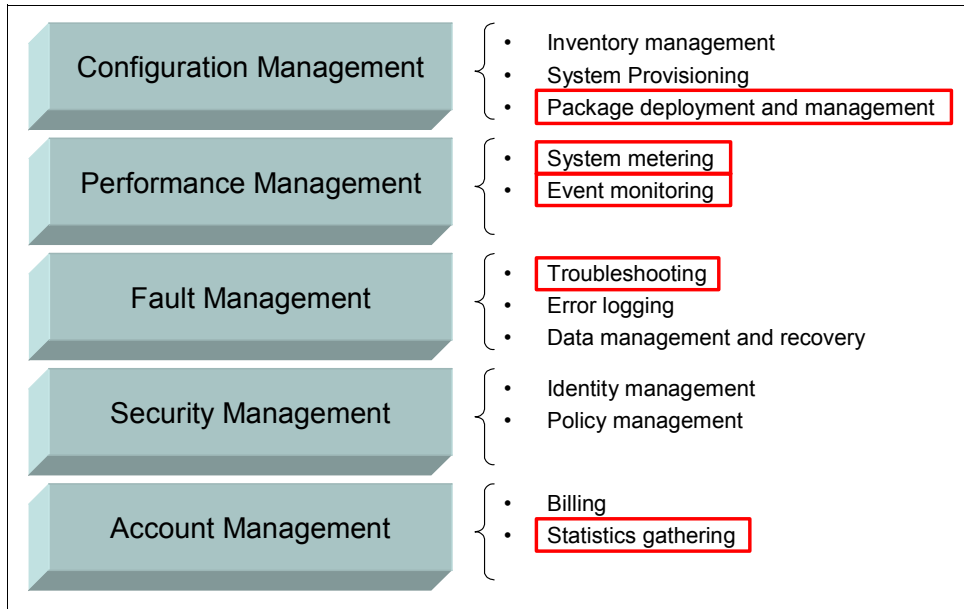 Configuration Management
• Inventory management
• System Provisioning
• Package deployment and management
Performance Management
• System metering
• Event monitoring
Fault Management
• Troubleshooting
• Error logging
• Data management and recovery
Security Management
• Identity management
• Policy management
Account Management
• Billing
• Statistics gathering